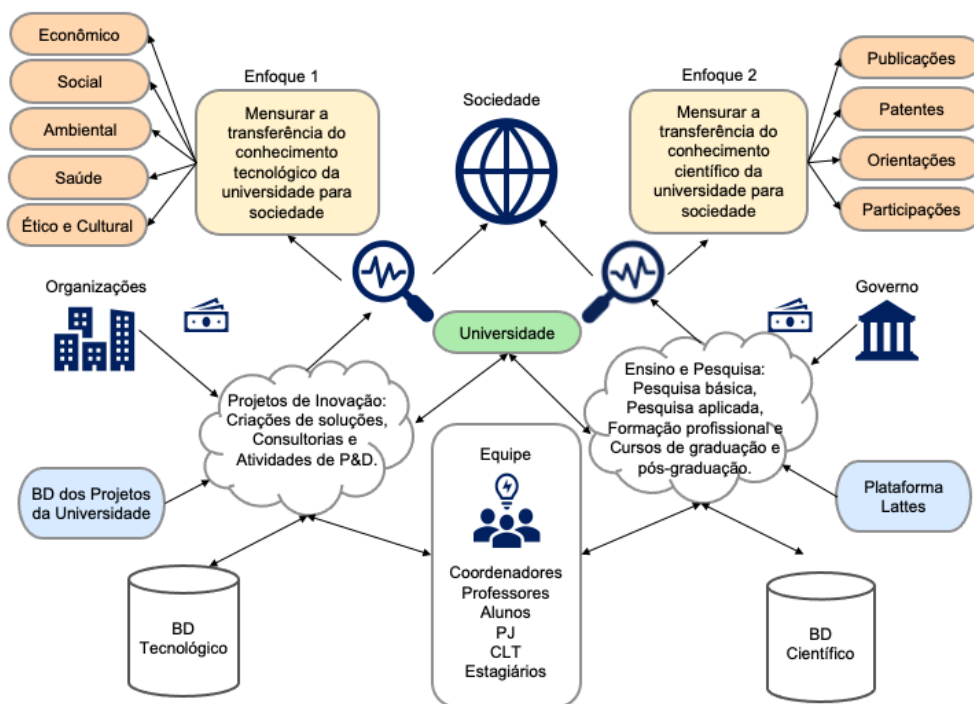 Econômico
Social
Ambiental
Saúde
Ético e Cultural
Enfoque 1
Mensurar a
transferência do
conhecimento
tecnológico da
universidade para
sociedade
Sociedade
Enfoque 2
Mensurar a
transferência do
conhecimento
científico da
universidade para
sociedade
Publicações
Patentes
Orientações
Participações
Organizações
Universidade
Governo
Projetos de Inovação:
Criações de soluções,
Consultorias e
Atividades de P&D.
Ensino e Pesquisa:
Pesquisa básica,
Pesquisa aplicada,
Formação profissional e
Cursos de graduação e
pós-graduação.
BD dos Projetos
da Universidade
Equipe
Coordenadores
Professores
Alunos
PJ
CLT
Estagiários
Plataforma
Lattes
BD
Tecnológico
BD
Científico